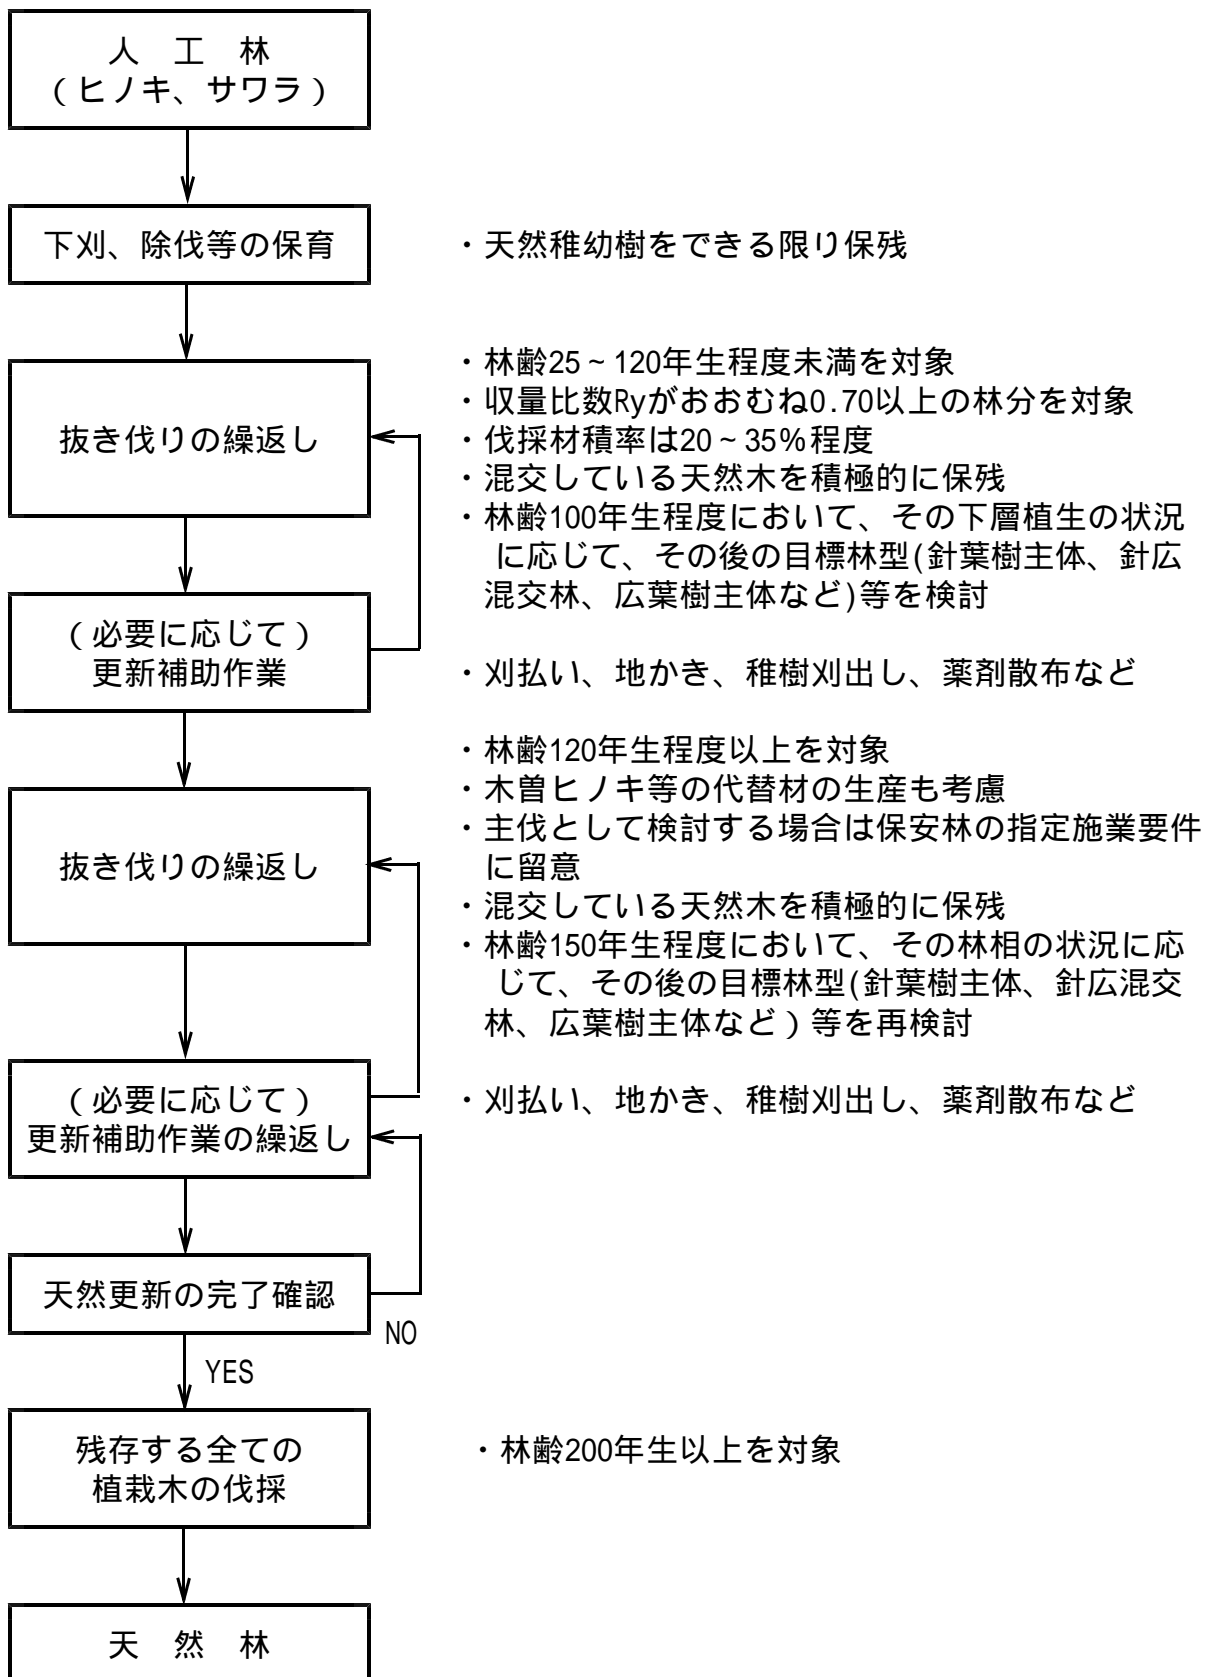 人　工　林
（ヒノキ、サワラ）
下刈、除伐等の保育
・天然稚幼樹をできる限り保残
抜き伐りの繰返し
・林齢25～120年生程度未満を対象
・収量比数Ryがおおむね0.70以上の林分を対象
・伐採材積率は20～35％程度
・混交している天然木を積極的に保残
・林齢100年生程度において、その下層植生の状況
に応じて、その後の目標林型(針葉樹主体、針広
混交林、広葉樹主体など)等を検討
（必要に応じて）
更新補助作業
・刈払い、地かき、稚樹刈出し、薬剤散布など
抜き伐りの繰返し
・林齢120年生程度以上を対象
・木曽ヒノキ等の代替材の生産も考慮
・主伐として検討する場合は保安林の指定施業要件
に留意
・混交している天然木を積極的に保残
・林齢150年生程度において、その林相の状況に応
じて、その後の目標林型(針葉樹主体、針広混交
林、広葉樹主体など）等を再検討
（必要に応じて）
更新補助作業の繰返し
・刈払い、地かき、稚樹刈出し、薬剤散布など
天然更新の完了確認
NO
YES
残存する全ての
植栽木の伐採
・林齢200年生以上を対象
天　然　林